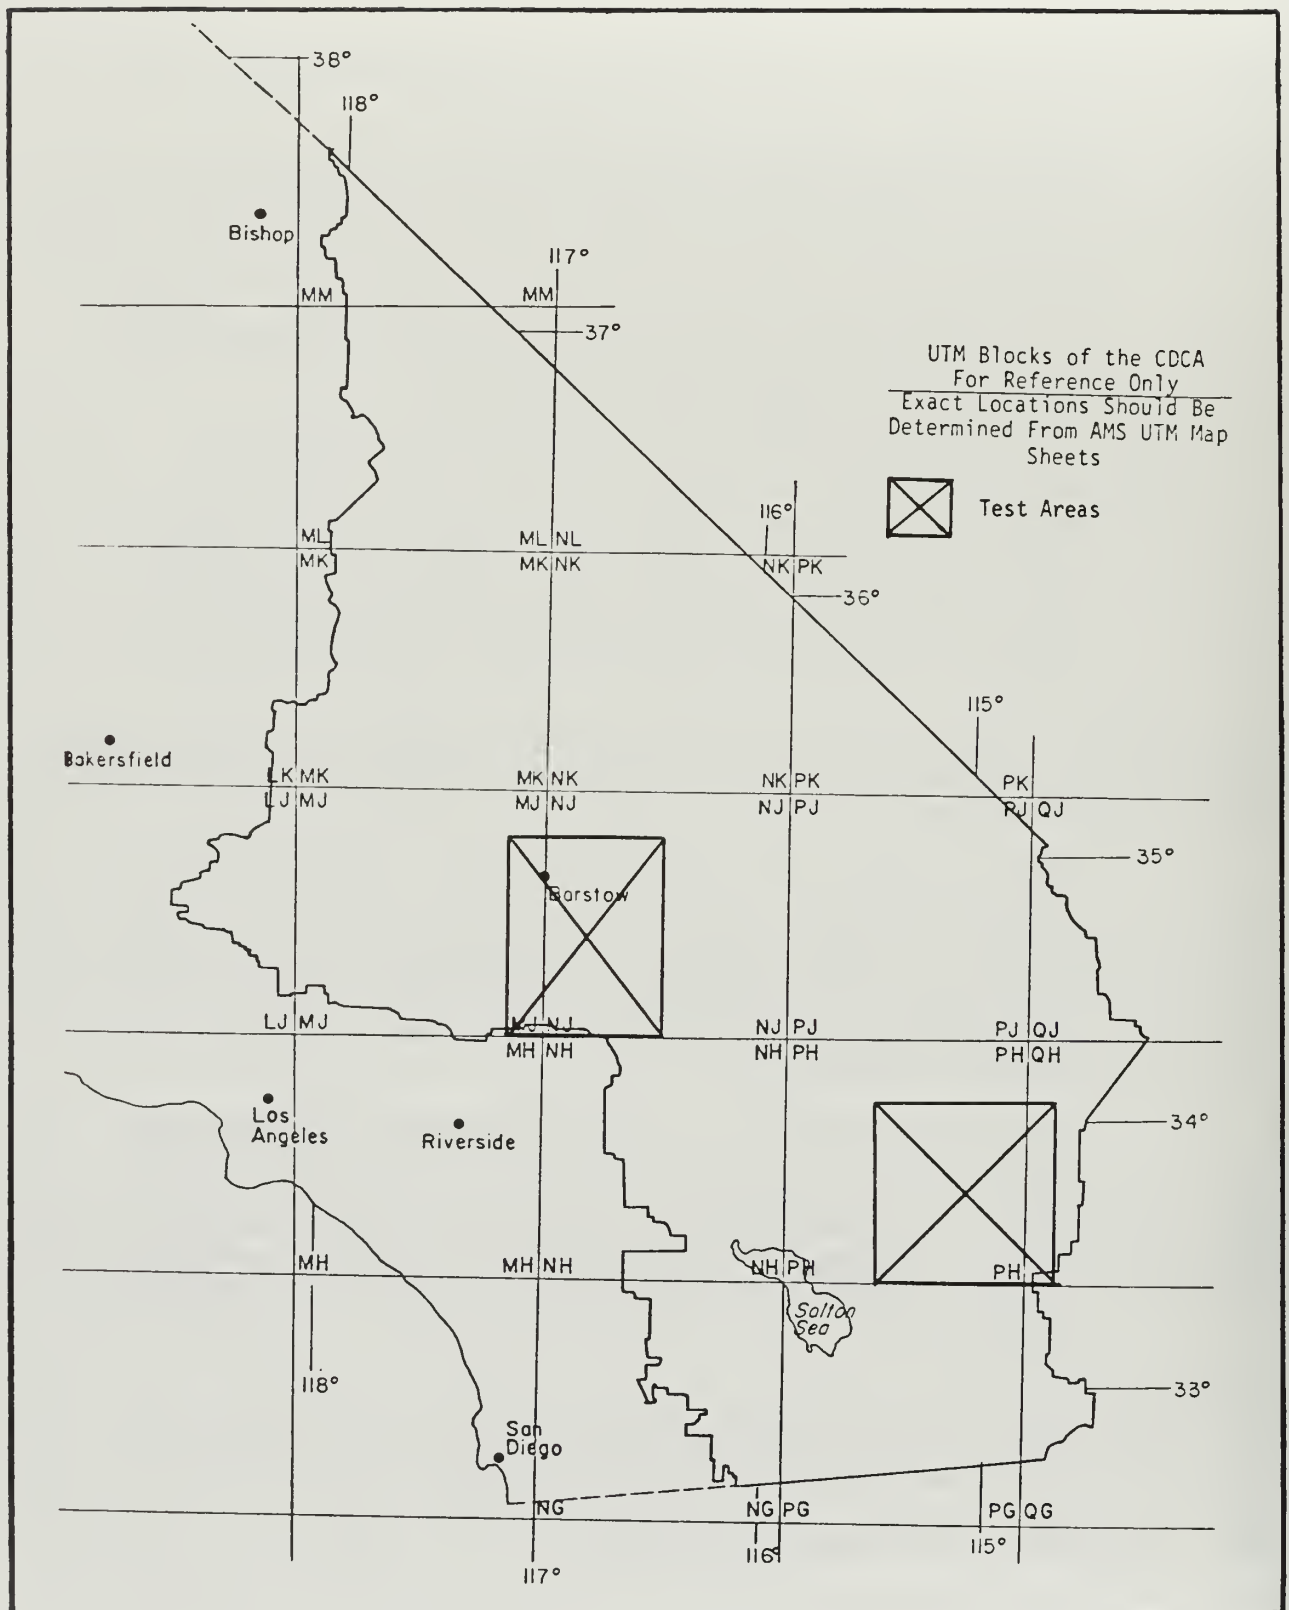 38°
118°
Bishop
117°
MM MM
37°
UTM Blocks of the CDCA
For Reference Only
Exact Locations Should Be
Determined From AMS UTM Map
Sheets
Test Areas
116°
ML ML NL
MK MK NK NK PK
36°
115°
Bakersfield
LK MK MK NK NK PK PK
LJ MJ MJ NJ NJ PJ PJ QJ
35°
Barstow
LJ MJ MJ NJ NJ PJ PJ QJ
MH NH NH PH PH QH
Los
Angeles
Riverside
34°
MH MH NH NH PH PH
Salton
Sea
118°
33°
San
Diego
NG NG PG PG QG
117°
116°
115°